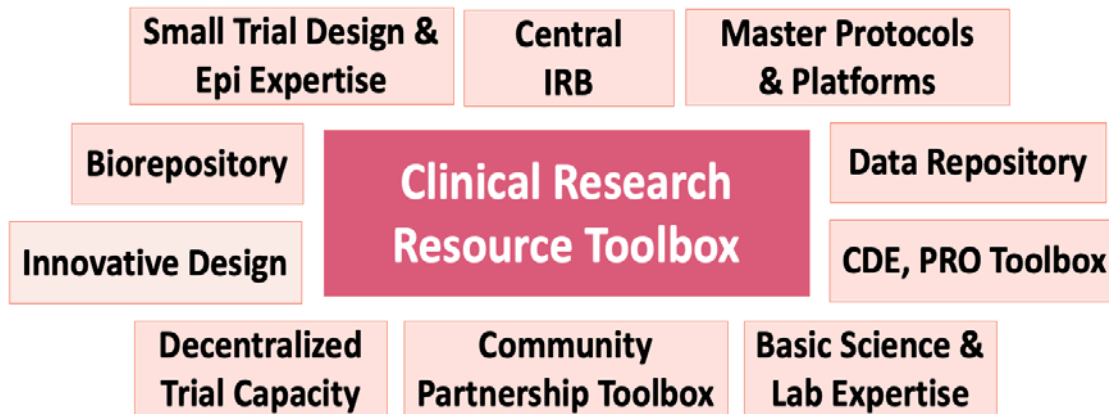 Small Trial Design &
Epi Expertise
Central
IRB
Master Protocols
& Platforms
Biorepository
Clinical Research
Resource Toolbox
Data Repository
Innovative Design
CDE, PRO Toolbox
Decentralized
Trial Capacity
Community
Partnership Toolbox
Basic Science &
Lab Expertise